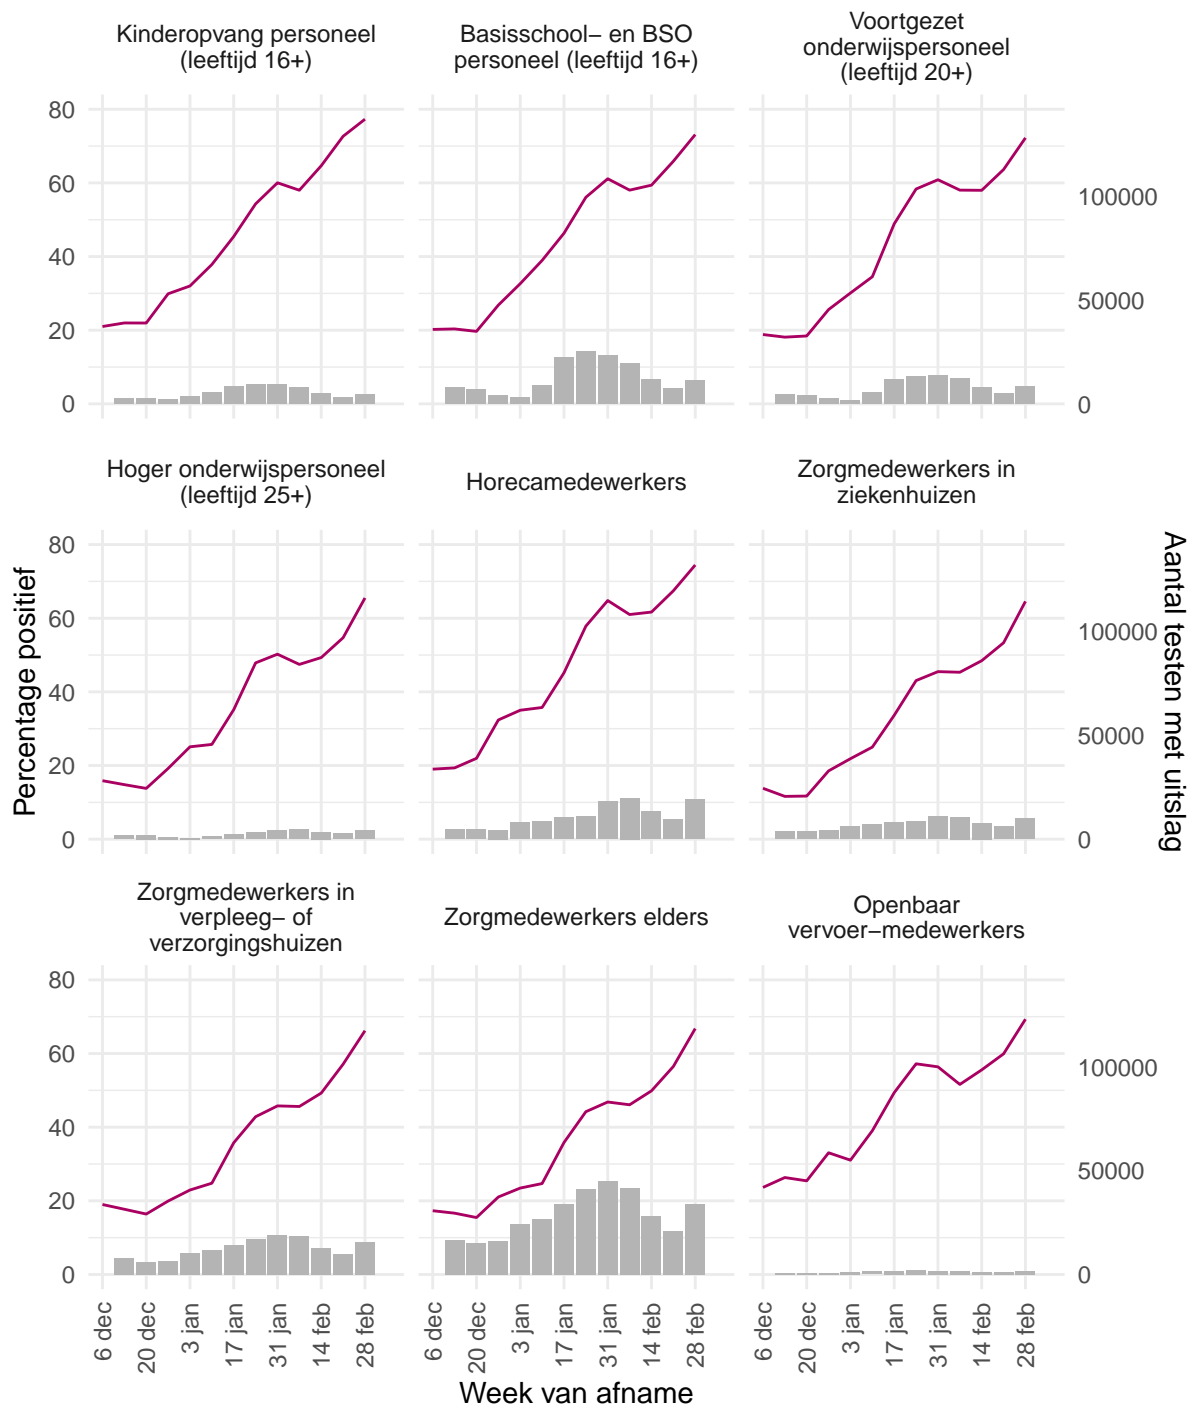 Kinderopvang personeel
(leeftijd 16+)
Basisschool− en BSO
personeel (leeftijd 16+)
Voortgezet
onderwijspersoneel
(leeftijd 20+)
80
60
40
20
0
100000
50000
0
Hoger onderwijspersoneel
(leeftijd 25+)
Horecamedewerkers
Zorgmedewerkers in
ziekenhuizen
80
60
40
20
0
100000
50000
0
Percentage positief
Aantal testen met uitslag
Zorgmedewerkers in
verpleeg− of
verzorgingshuizen
Zorgmedewerkers elders
Openbaar
vervoer−medewerkers
80
60
40
20
0
100000
50000
0
6 dec
20 dec
3 jan
17 jan
31 jan
14 feb
28 feb
6 dec
20 dec
3 jan
17 jan
31 jan
14 feb
28 feb
6 dec
20 dec
3 jan
17 jan
31 jan
14 feb
28 feb
Week van afname